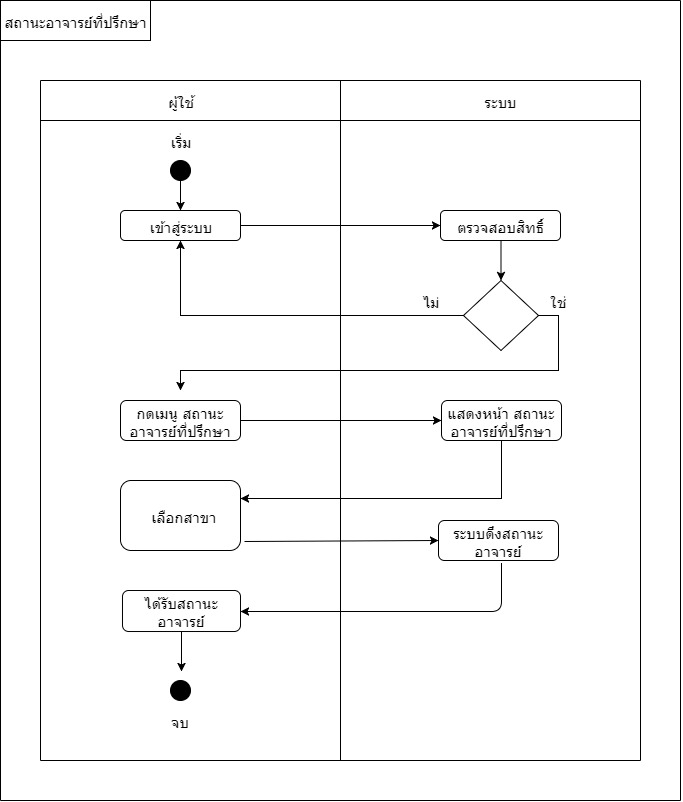 สถานะอาจารย์ที่ปรึกษา
ผู้ใช้
ระบบ
เริ่ม
เข้าสู่ระบบ
ตรวจสอบสิทธิ์
ไม่
ใช่
กดเมนู สถานะ
อาจารย์ที่ปรึกษา
แสดงหน้า สถานะ
อาจารย์ที่ปรึกษา
เลือกสาขา
ระบบดึงสถานะ
อาจารย์
ได้รับสถานะ
อาจารย์
จบ